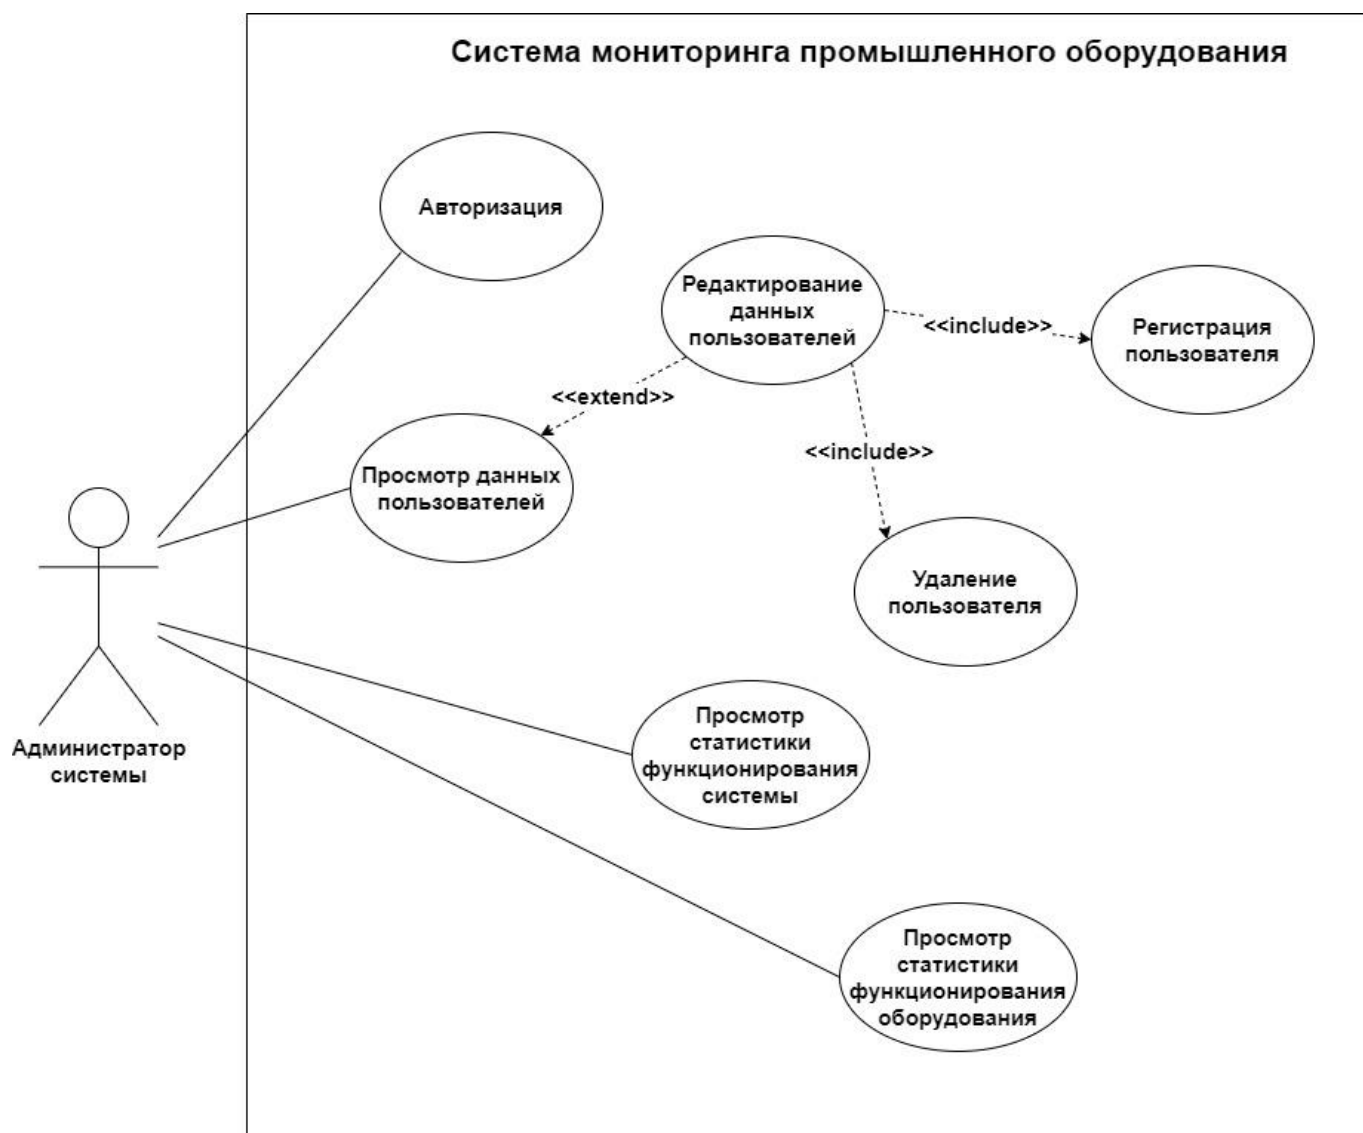 Система мониторинга промышленного оборудования
Авторизация
Редактирование
данных
пользователей
<<include>>
Регистрация
пользователя
<<extend>>
<<include>>
Просмотр данных
пользователей
Удаление
пользователя
Администратор
системы
Просмотр
статистики
функционирования
системы
Просмотр
статистики
функционирования
оборудования